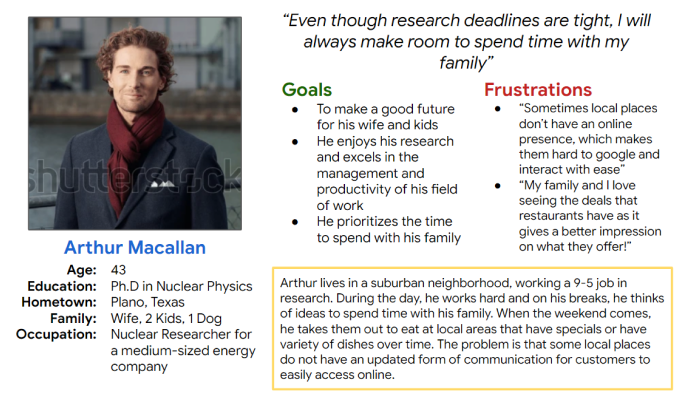 “Even though research deadlines are tight, I will
always make room to spend time with my
family”
shutterstock
Arthur Macallan
Age: 43
Education: Ph.D in Nuclear Physics
Hometown: Plano, Texas
Family: Wife, 2 Kids, 1 Dog
Occupation: Nuclear Researcher for
a medium-sized energy
company
Goals
● To make a good future
for his wife and kids
● He enjoys his research
and excels in the
management and
productivity of his field
of work
● He prioritizes the time
to spend with his family
Frustrations
● “Sometimes local places
don’t have an online
presence, which makes
them hard to google and
interact with ease”
● “My family and I love
seeing the deals that
restaurants have as it
gives a better impression
on what they offer!”
Arthur lives in a suburban neighborhood, working a 9-5 job in
research. During the day, he works hard and on his breaks, he thinks
of ideas to spend time with his family. When the weekend comes,
he takes them out to eat at local areas that have specials or have
variety of dishes over time. The problem is that some local places
do not have an updated form of communication for customers to
easily access online.